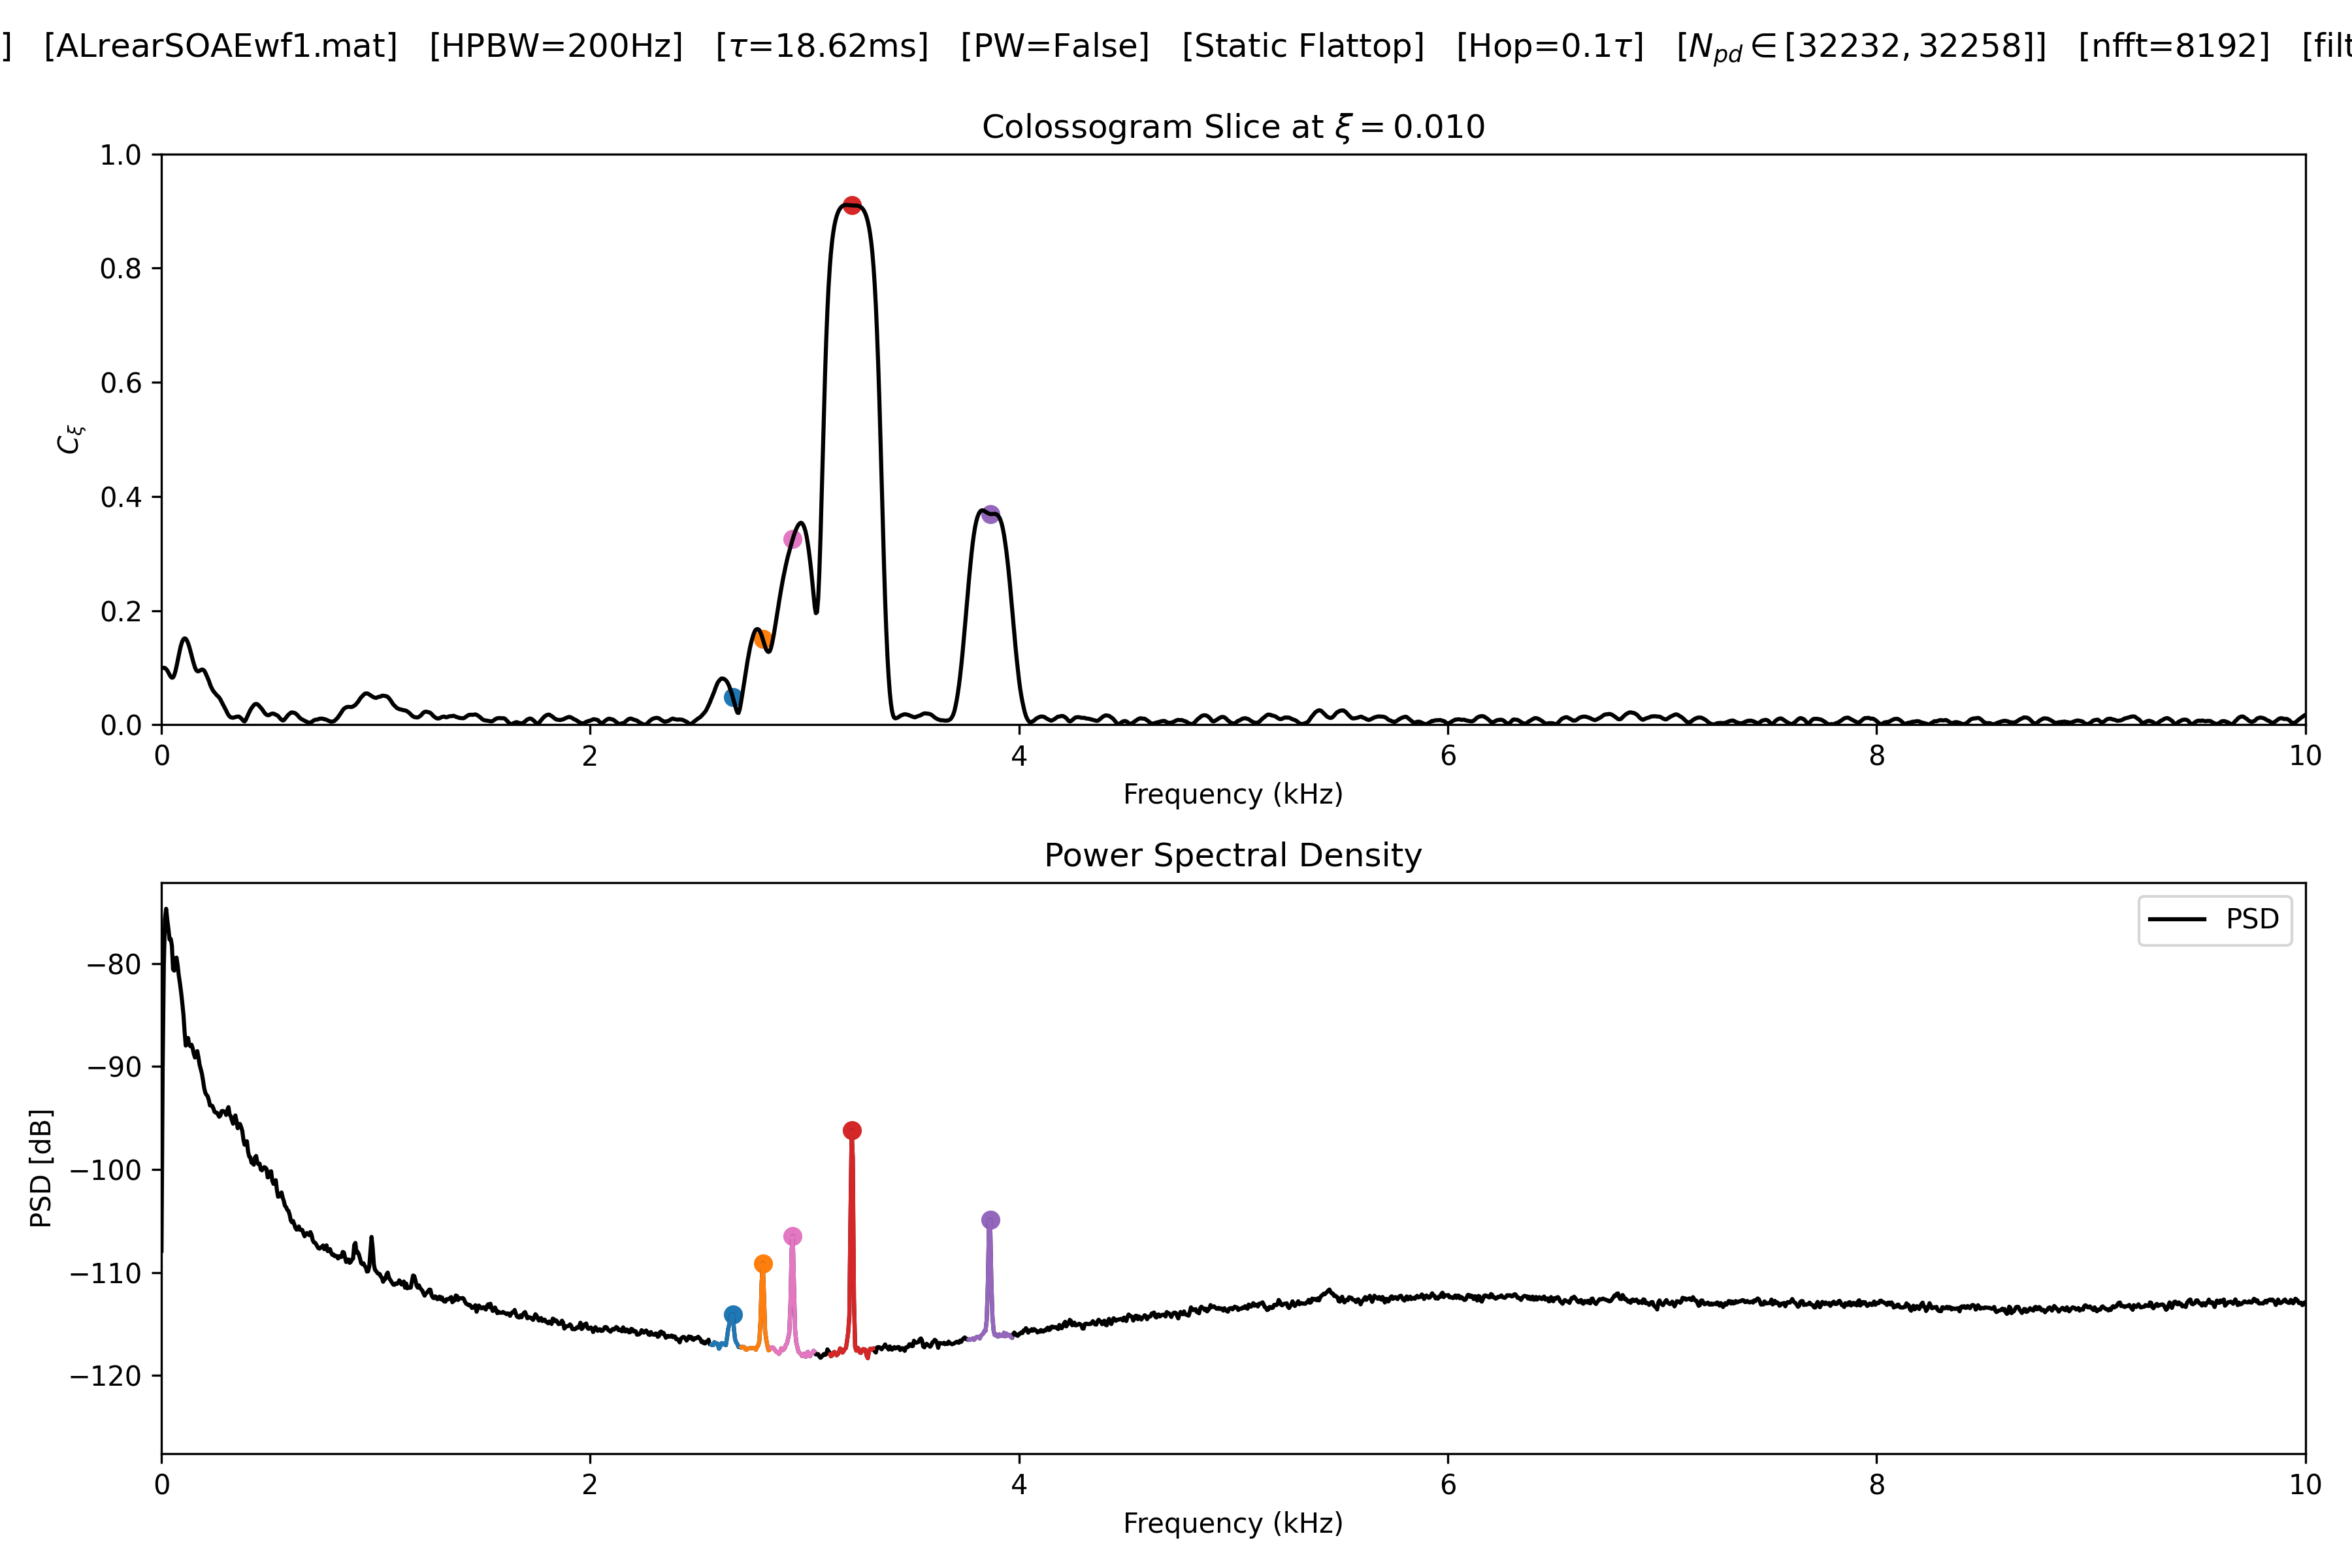 ] [ALrearSOAEwf1.mat] [HPBW=200Hz] [τ=18.62ms] [PW=False] [Static Flattop] [Hop=0.1τ] [N_pd ∈ [32232, 32258]] [nfft=8192] [filt
Colossogram Slice at ξ = 0.010
1.0
0.8
0.6
0.4
0.2
0.0
C_ξ
0 2 4 6 8 10
Frequency (kHz)
Power Spectral Density
PSD
−80
−90
−100
−110
−120
PSD [dB]
0 2 4 6 8 10
Frequency (kHz)